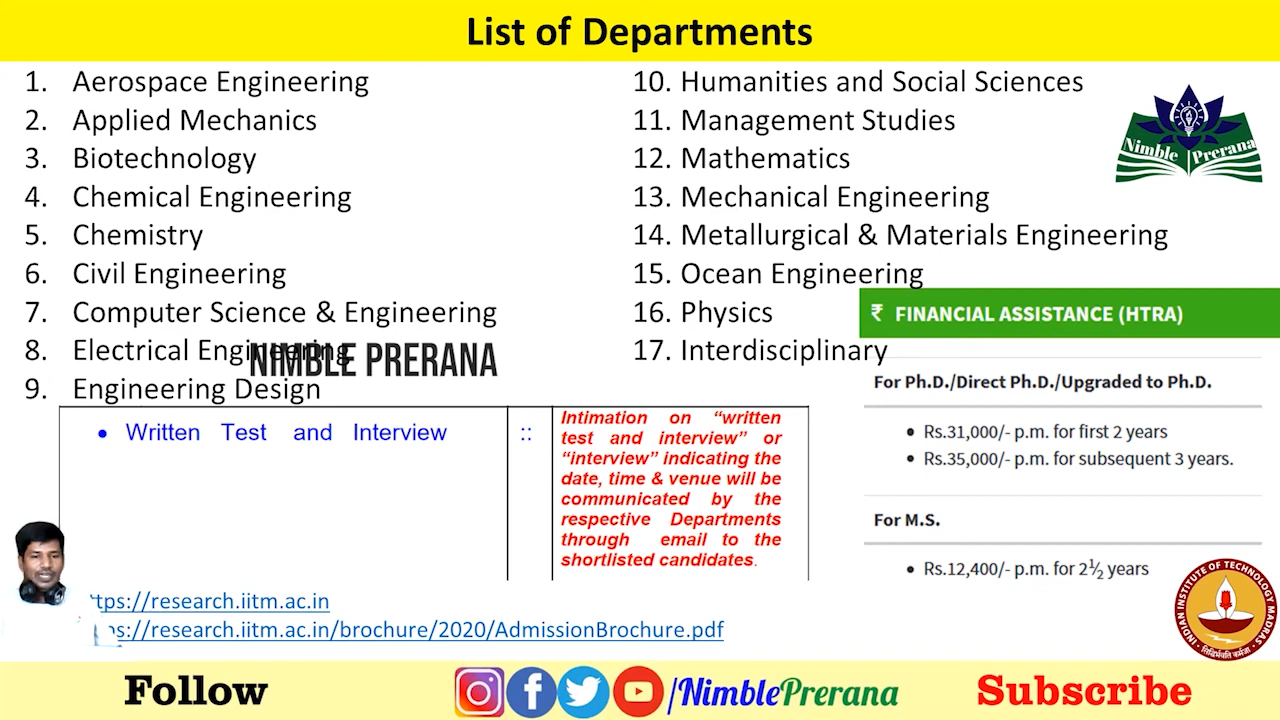 List of Departments
1. Aerospace Engineering
2. Applied Mechanics
3. Biotechnology
4. Chemical Engineering
5. Chemistry
6. Civil Engineering
7. Computer Science & Engineering
8. Electrical Engineering
9. Engineering Design
10. Humanities and Social Sciences
11. Management Studies
12. Mathematics
13. Mechanical Engineering
14. Metallurgical & Materials Engineering
15. Ocean Engineering
16. Physics
17. Interdisciplinary
Nimble Prerana
NIMBLE PRERANA
₹ FINANCIAL ASSISTANCE (HTRA)
For Ph.D./Direct Ph.D./Upgraded to Ph.D.
• Rs.31,000/- p.m. for first 2 years
• Rs.35,000/- p.m. for subsequent 3 years.
For M.S.
• Rs.12,400/- p.m. for 2½ years
• Written Test and Interview ::
Intimation on “written
test and interview” or
“interview” indicating the
date, time & venue will be
communicated by the
respective Departments
through email to the
shortlisted candidates.
ttps://research.iitm.ac.in
ps://research.iitm.ac.in/brochure/2020/AdmissionBrochure.pdf
INDIAN INSTITUTE OF TECHNOLOGY MADRAS
सिद्धिर्भवति कर्मजा
Follow
/NimblePrerana
Subscribe